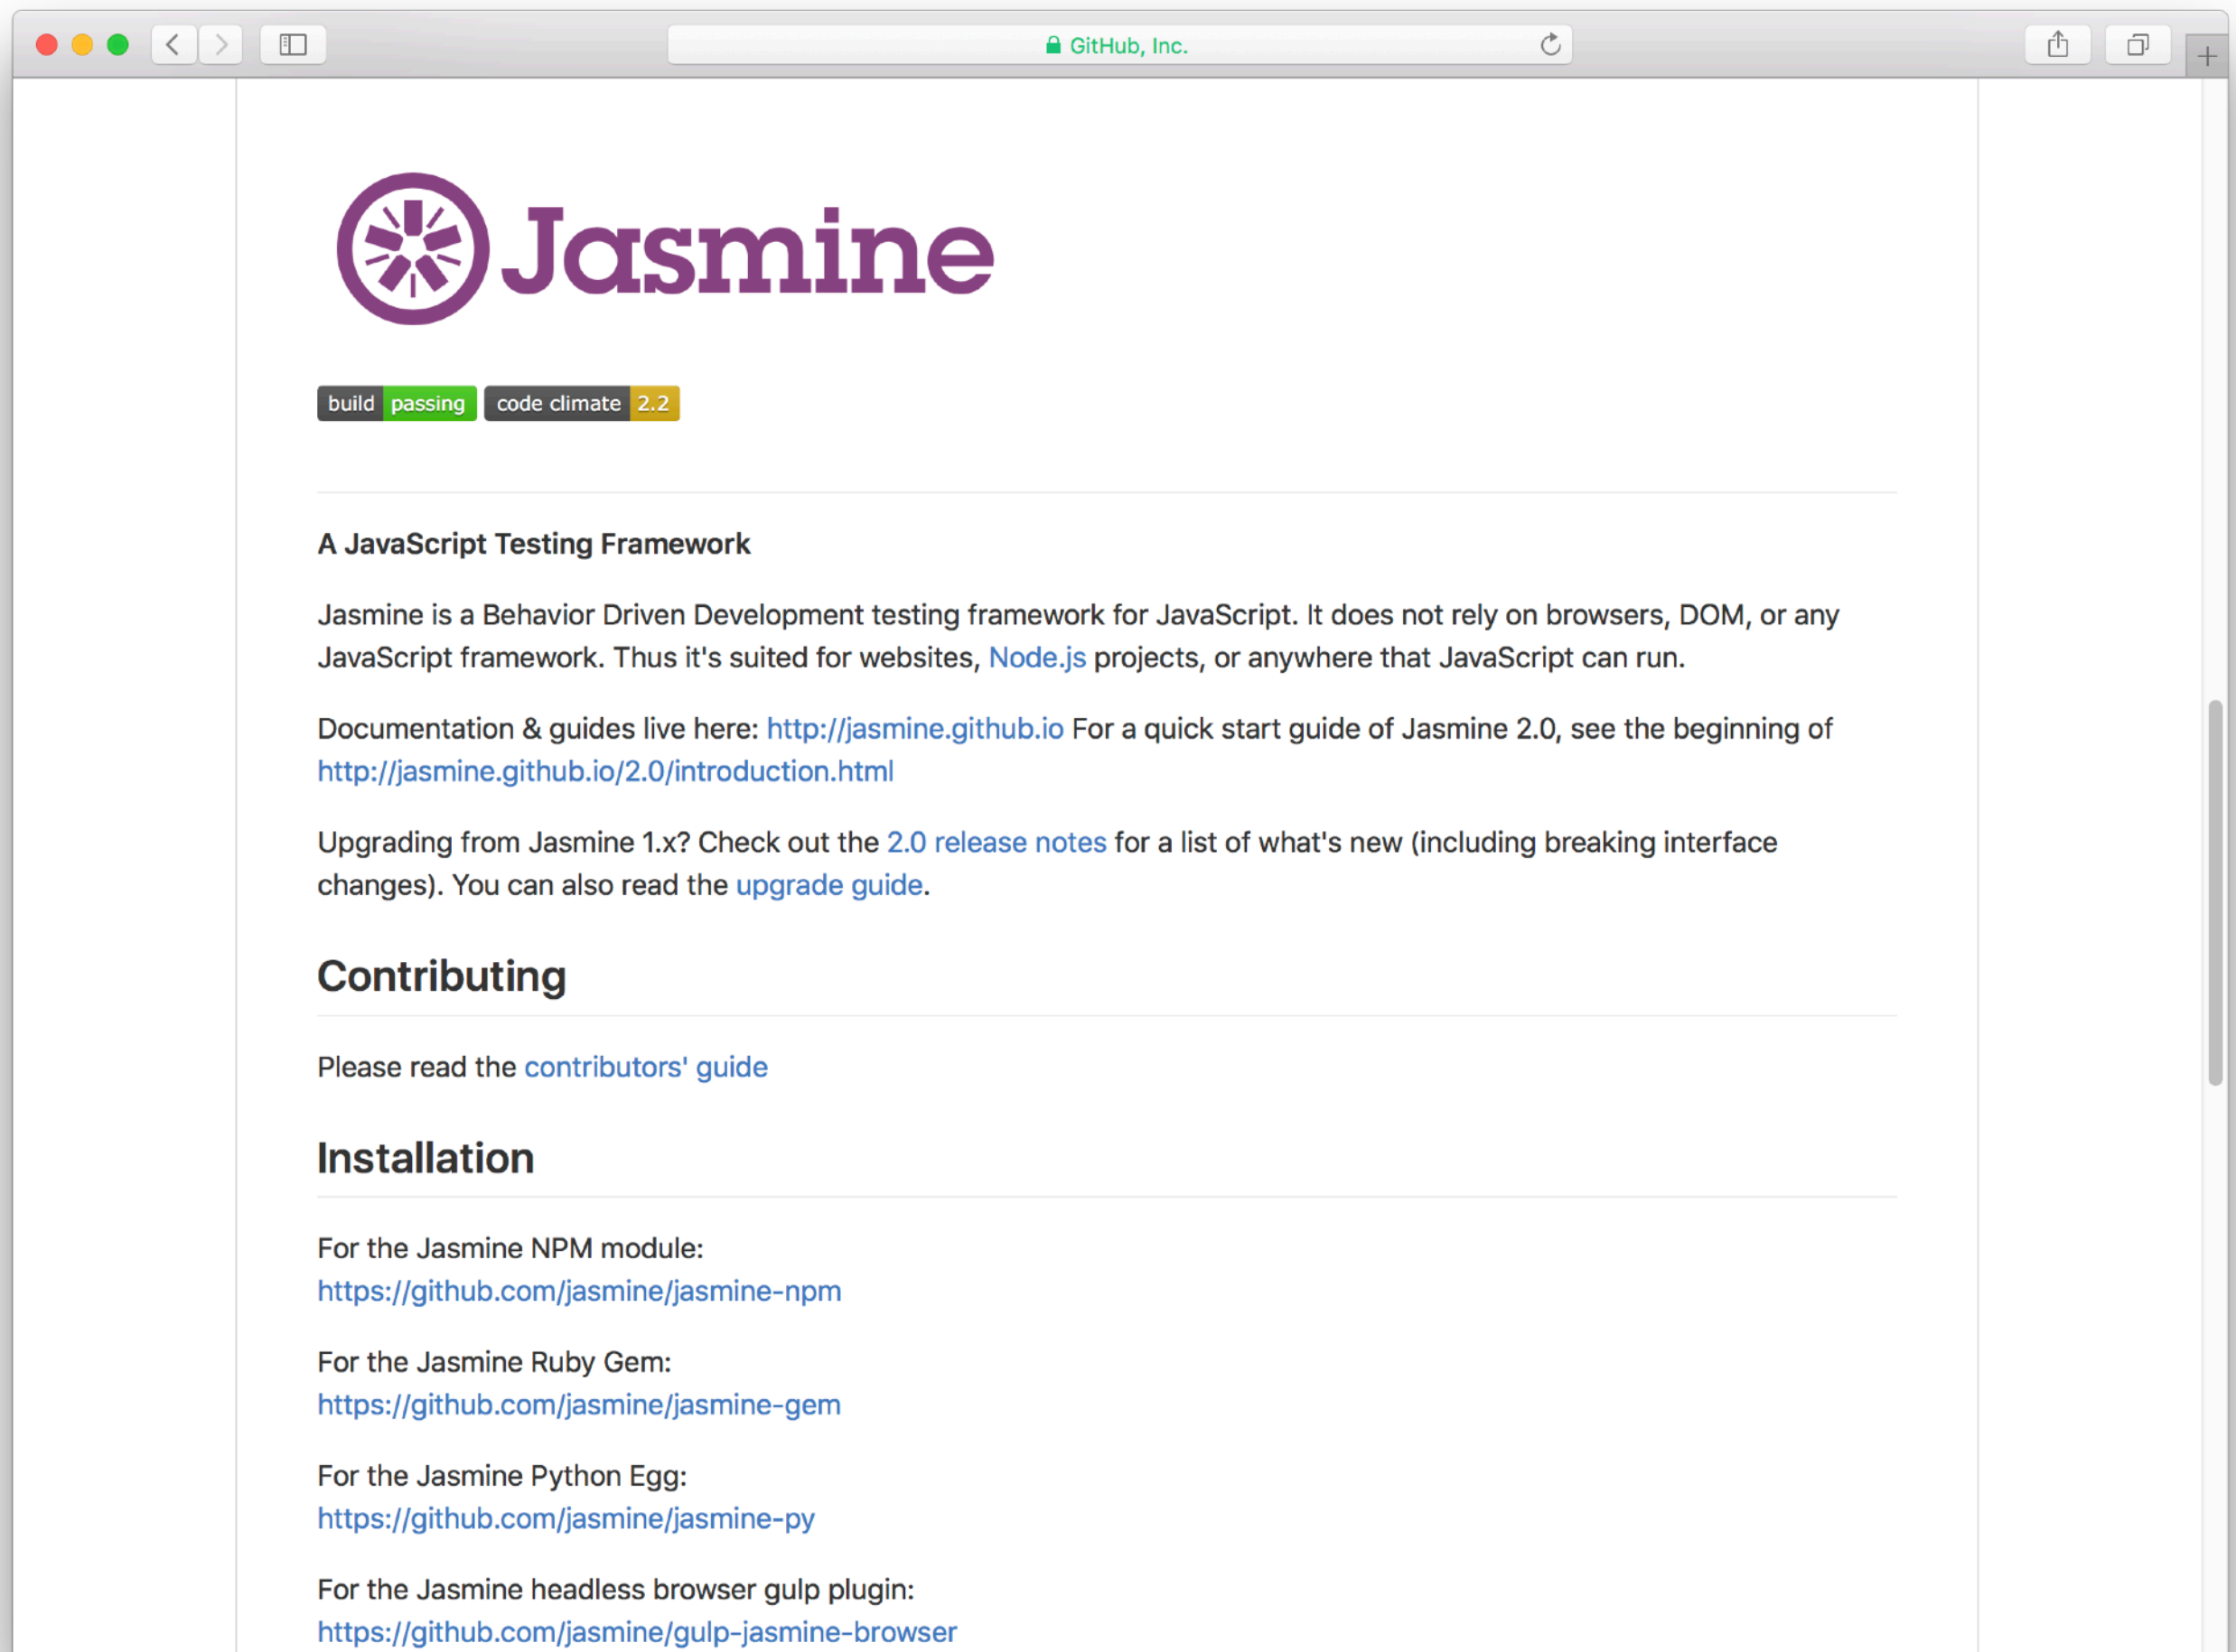 GitHub, Inc.
Jasmine
build passing code climate 2.2
A JavaScript Testing Framework
Jasmine is a Behavior Driven Development testing framework for JavaScript. It does not rely on browsers, DOM, or any
JavaScript framework. Thus it's suited for websites, Node.js projects, or anywhere that JavaScript can run.
Documentation & guides live here: http://jasmine.github.io For a quick start guide of Jasmine 2.0, see the beginning of
http://jasmine.github.io/2.0/introduction.html
Upgrading from Jasmine 1.x? Check out the 2.0 release notes for a list of what's new (including breaking interface
changes). You can also read the upgrade guide.
Contributing
Please read the contributors' guide
Installation
For the Jasmine NPM module:
https://github.com/jasmine/jasmine-npm
For the Jasmine Ruby Gem:
https://github.com/jasmine/jasmine-gem
For the Jasmine Python Egg:
https://github.com/jasmine/jasmine-py
For the Jasmine headless browser gulp plugin:
https://github.com/jasmine/gulp-jasmine-browser